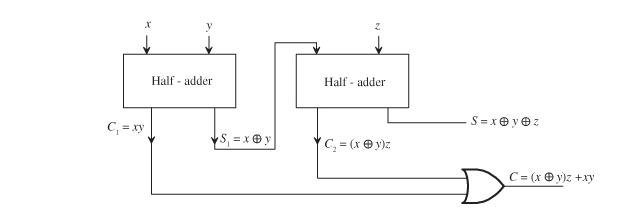 x y z
Half - adder Half - adder
C₁ = xy S₁ = x ⊕ y C₂ = (x ⊕ y)z S = x ⊕ y ⊕ z
C = (x ⊕ y)z +xy